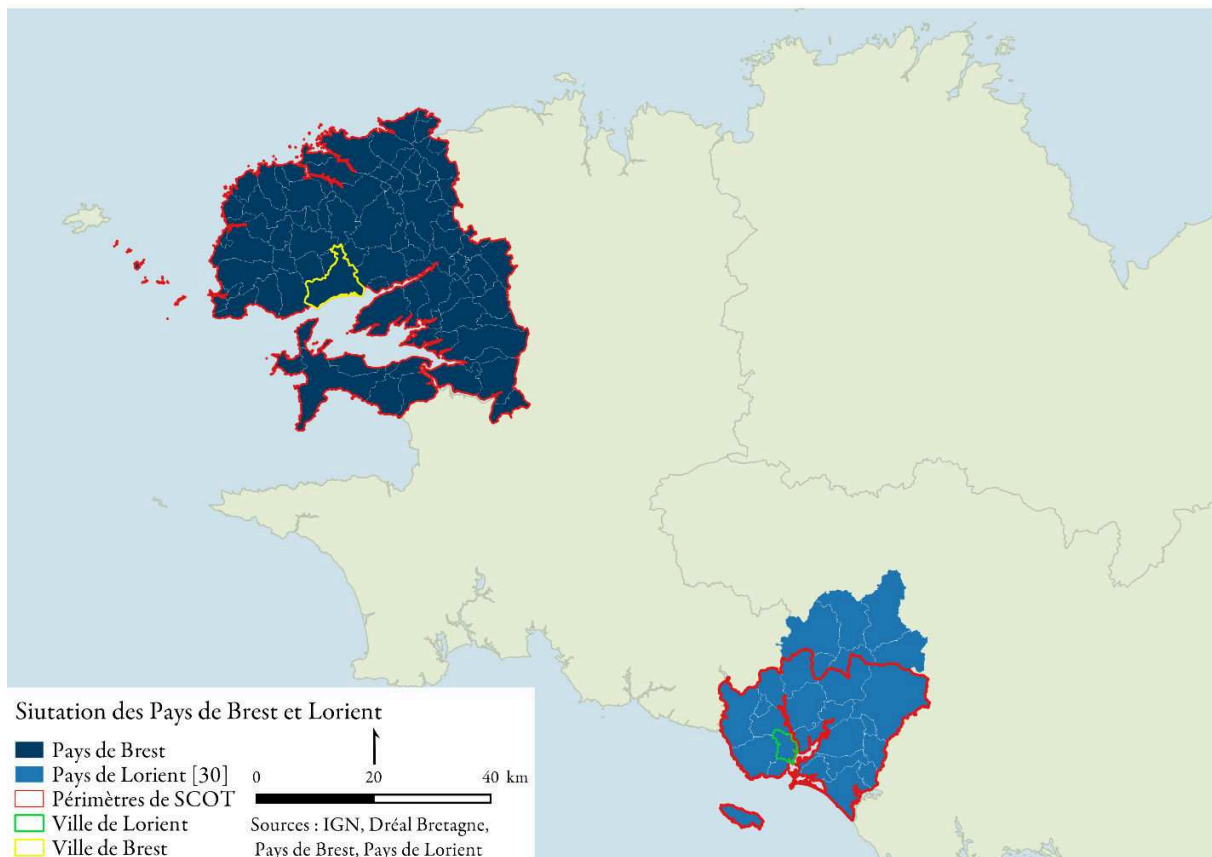 Siutation des Pays de Brest et Lorient
Pays de Brest
Pays de Lorient [30]
Périmètres de SCOT
Ville de Lorient
Ville de Brest
0 20 40 km
Sources : IGN, Dréal Bretagne,
Pays de Brest, Pays de Lorient